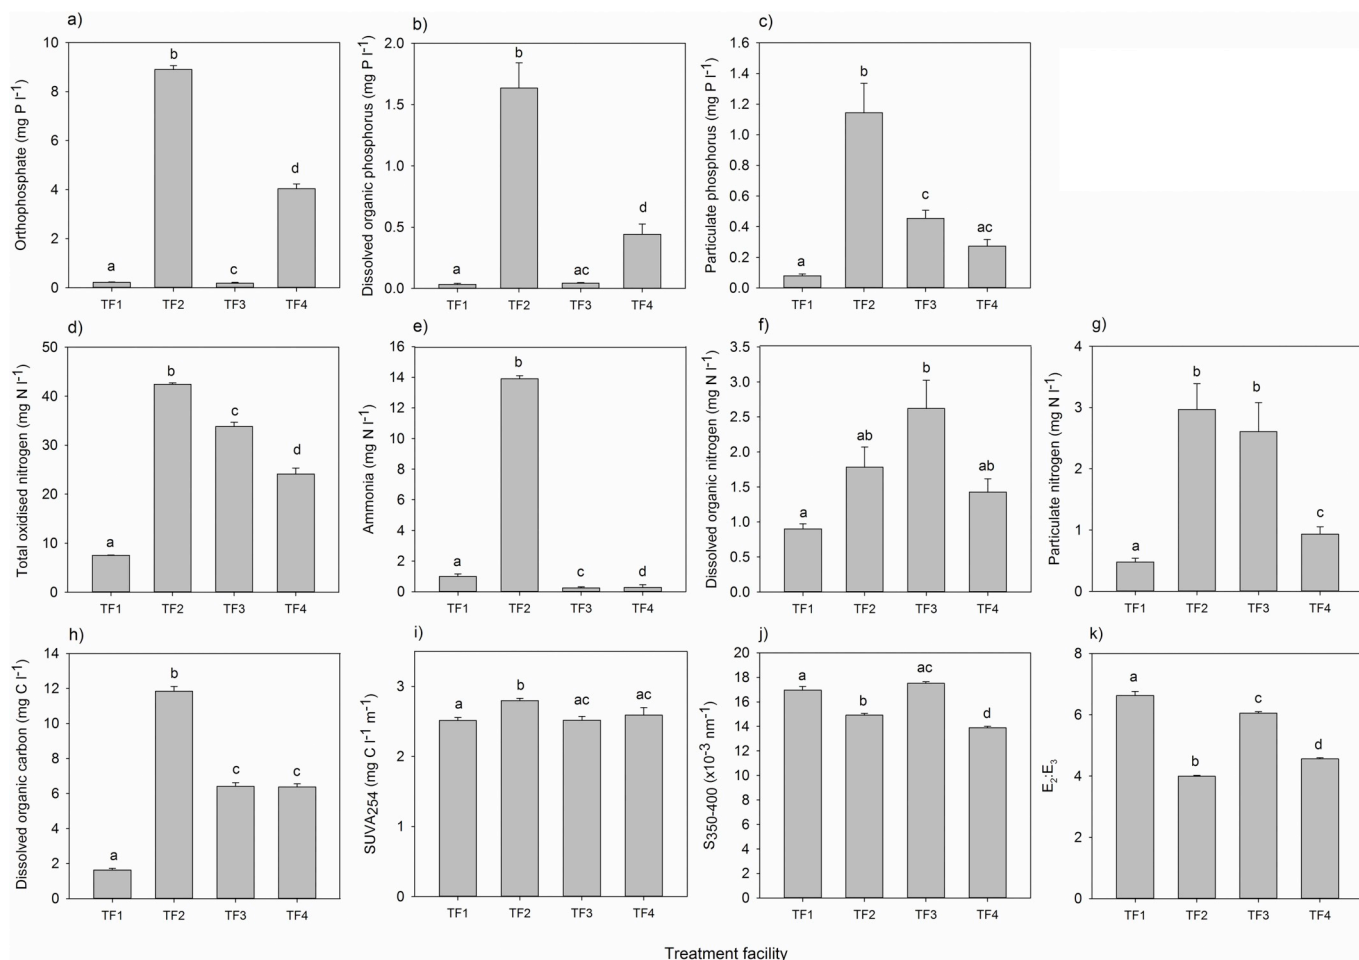 a)
Orthophosphate (mg P l-1)
10
8
6
4
2
0
a
b
c
d
TF1 TF2 TF3 TF4
b)
Dissolved organic phosphorus (mg P l-1)
2.0
1.5
1.0
0.5
0.0
a
b
ac
d
TF1 TF2 TF3 TF4
c)
Particulate phosphorus (mg P l-1)
1.6
1.4
1.2
1.0
0.8
0.6
0.4
0.2
0.0
a
b
c
ac
TF1 TF2 TF3 TF4
d)
Total oxidised nitrogen (mg N l-1)
50
40
30
20
10
0
a
b
c
d
TF1 TF2 TF3 TF4
e)
Ammonia (mg N l-1)
16
14
12
10
8
6
4
2
0
a
b
c
d
TF1 TF2 TF3 TF4
f)
Dissolved organic nitrogen (mg N l-1)
3.5
3.0
2.5
2.0
1.5
1.0
0.5
0.0
a
ab
b
ab
TF1 TF2 TF3 TF4
g)
Particulate nitrogen (mg N l-1)
4
3
2
1
0
a
b
b
c
TF1 TF2 TF3 TF4
h)
Dissolved organic carbon (mg C l-1)
14
12
10
8
6
4
2
0
a
b
c
c
TF1 TF2 TF3 TF4
i)
SUVA254 (mg C l-1 m-1)
3
2
1
0
a
b
ac
ac
TF1 TF2 TF3 TF4
j)
S350-400 (x10-3 nm-1)
20
18
16
14
12
10
8
6
4
2
0
a
b
ac
d
TF1 TF2 TF3 TF4
k)
E2:E3
8
6
4
2
0
a
b
c
d
TF1 TF2 TF3 TF4
Treatment facility